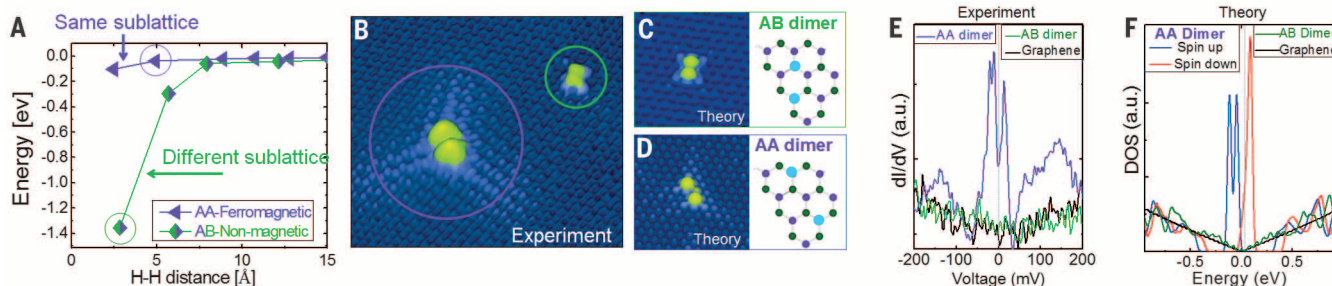 A
Same sublattice
0.0
-0.2
-0.4
-0.6
-0.8
-1.0
-1.2
-1.4
Energy [ev]
Different sublattice
AA-Ferromagnetic
AB-Non-magnetic
0
5
10
15
H-H distance [Å]
B
Experiment
C
Theory
AB dimer
D
Theory
AA dimer
E
Experiment
AA dimer
AB dimer
Graphene
dI/dV (a.u.)
-200
-100
0
100
200
Voltage (mV)
F
Theory
AA Dimer
Spin up
Spin down
AB Dimer
Graphene
DOS (a.u.)
-0.5
0.0
0.5
Energy (eV)